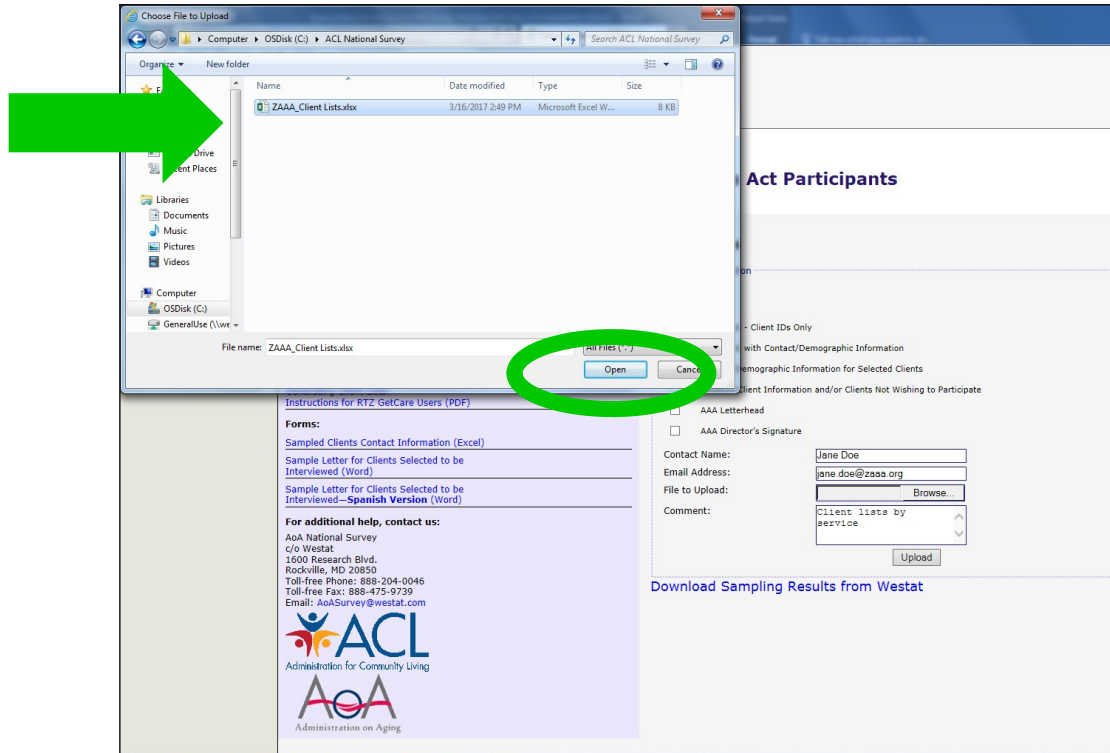 Choose File to Upload
Computer ▸ OSDisk (C:) ▸ ACL National Survey
Search ACL National Survey
Organize
New folder
Name
Date modified
Type
Size
ZAAA_Client Lists.xlsx
3/16/2017 2:49 PM
Microsoft Excel W...
8 KB
Drive
Places
Libraries
Documents
Music
Pictures
Videos
Computer
OSDisk (C:)
GeneralUse (\\we
File name:
ZAAA_Client Lists.xlsx
All Files
Open
Act Participants
- Client IDs Only
with Contact/Demographic Information
Information for Selected Clients
Client Information and/or Clients Not Wishing to Participate
AAA Letterhead
AAA Director's Signature
Contact Name:
Jane Doe
Email Address:
jane.doe@zaaa.org
File to Upload:
Browse...
Comment:
Client lists by
service
Upload
Download Sampling Results from Westat
Instructions for RTZ GetCare Users (PDF)
Forms:
Sampled Clients Contact Information (Excel)
Sample Letter for Clients Selected to be
Interviewed (Word)
Sample Letter for Clients Selected to be
Interviewed—Spanish Version (Word)
For additional help, contact us:
AoA National Survey
c/o Westat
1600 Research Blvd.
Rockville, MD 20850
Toll-free Phone: 888-204-0046
Toll-free Fax: 888-475-9739
Email: AoASurvey@westat.com
ACL
Administration for Community Living
AoA
Administration on Aging